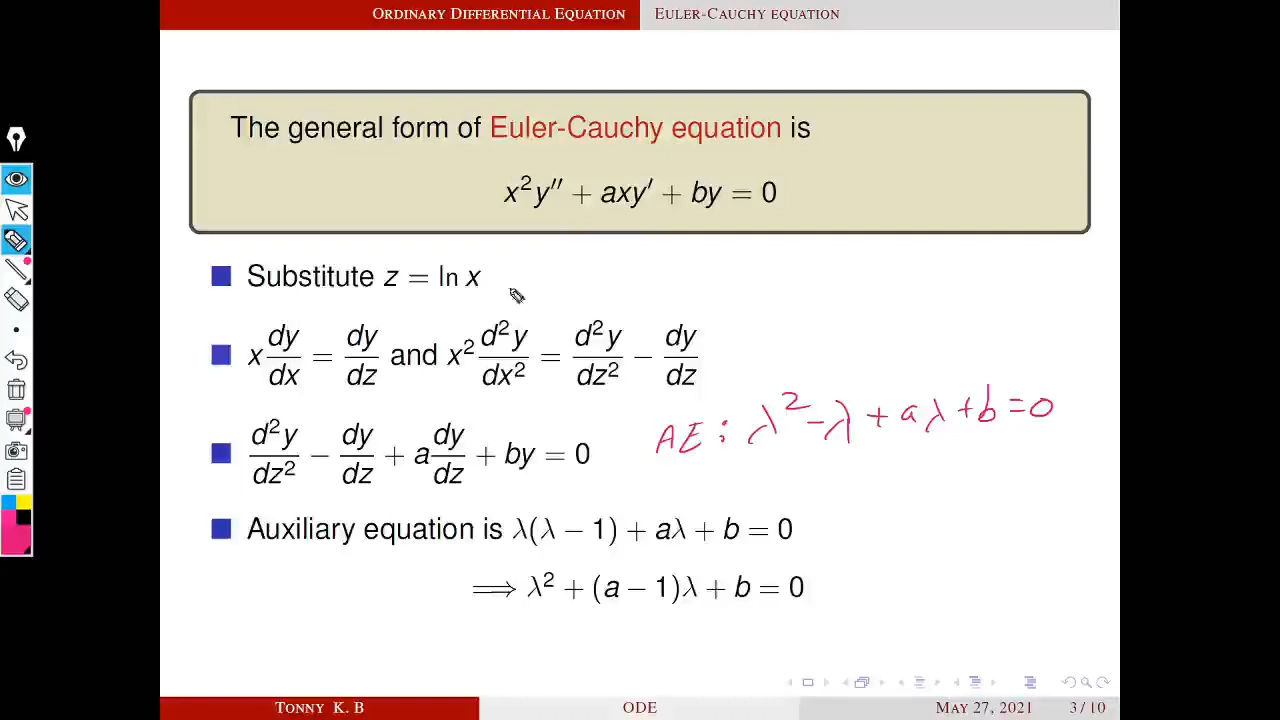 ORDINARY DIFFERENTIAL EQUATION EULER-CAUCHY EQUATION
The general form of Euler-Cauchy equation is
x²y″ + axy′ + by = 0
Substitute z = ln x
x dy/dx = dy/dz and x² d²y/dx² = d²y/dz² − dy/dz
AE: λ² − λ + aλ + b = 0
d²y/dz² − dy/dz + a dy/dz + by = 0
Auxiliary equation is λ(λ − 1) + aλ + b = 0
⟹ λ² + (a − 1)λ + b = 0
TONNY K. B ODE MAY 27, 2021 3 / 10